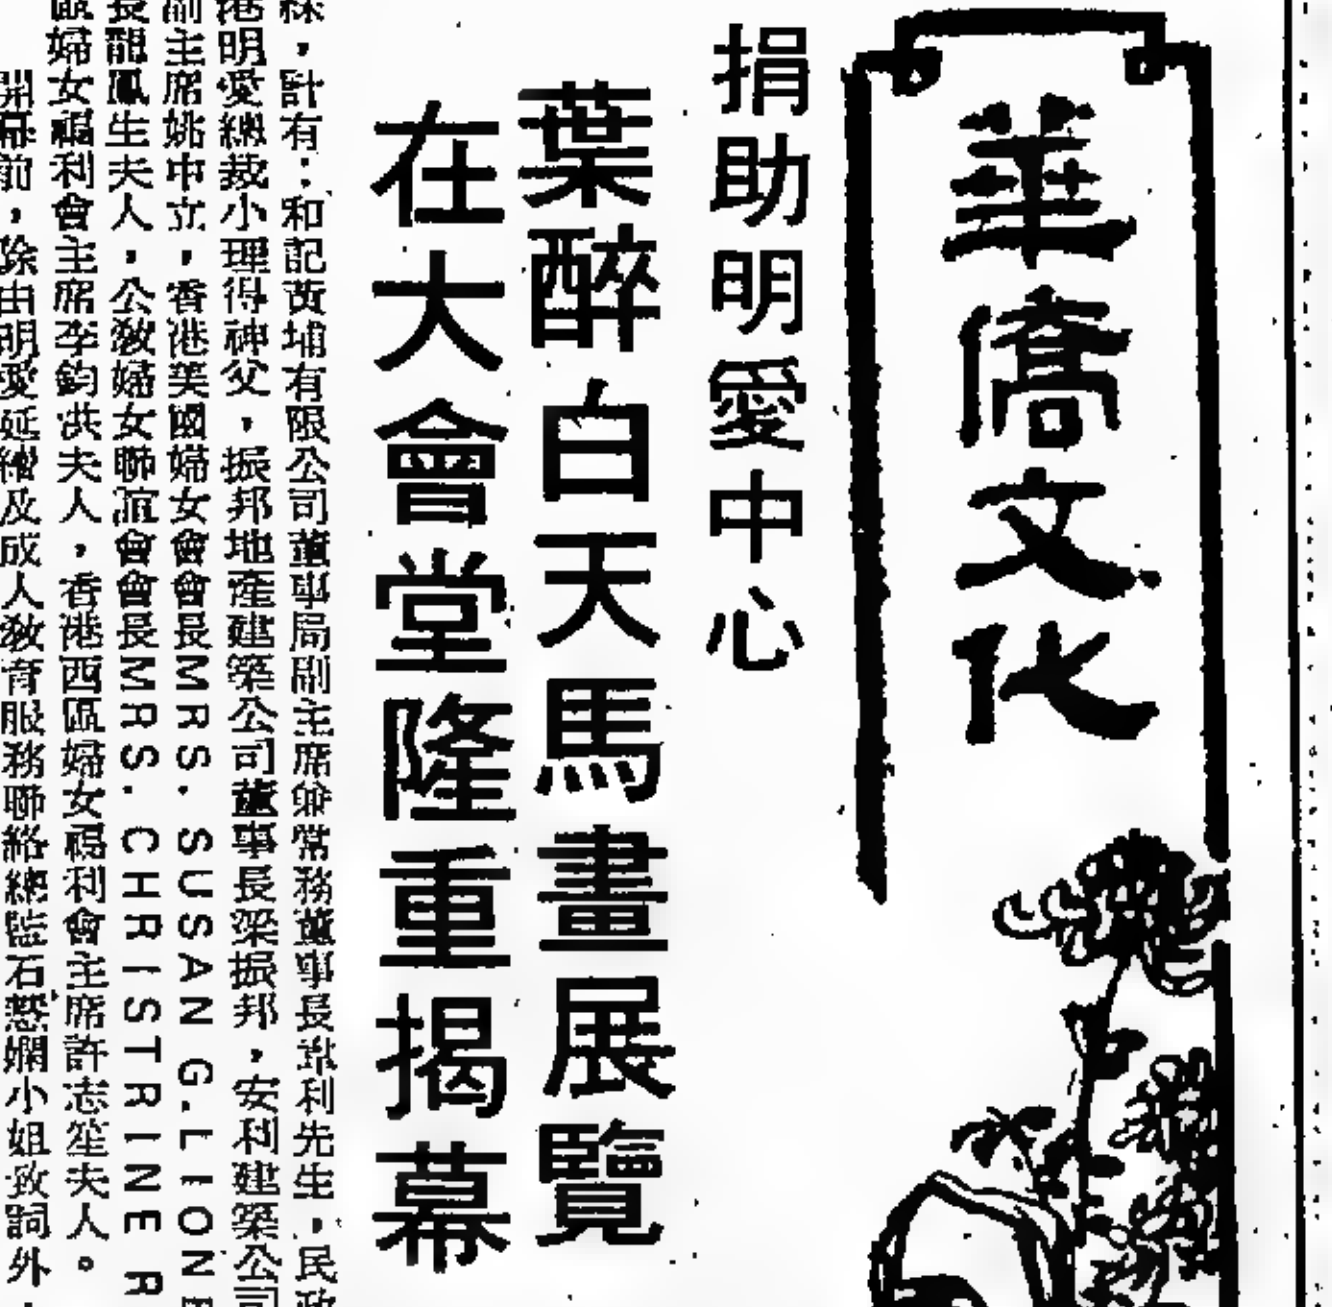 華僑文化
捐助明愛中心
葉醉白天馬畫展覽
在大會堂隆重揭幕
，計有：和記黃埔有限公司董事局副主席兼常務董事長韋利先生，民政
港明愛總裁小理得神父，振邦地產建築公司董事長梁振邦，安利建築公司
副主席姚中立，香港美國婦女會會長MRS. SUSAN G. LIONE
長龍鳳生夫人，公敎婦女聯誼會會長MRS. CHRISTRINE R
區婦女福利會主席李鈞洪夫人，香港西區婦女福利會主席許志笙夫人。
開幕前，除由明愛延續及成人敎育服務聯絡總監石慧嫻小姐致詞外，